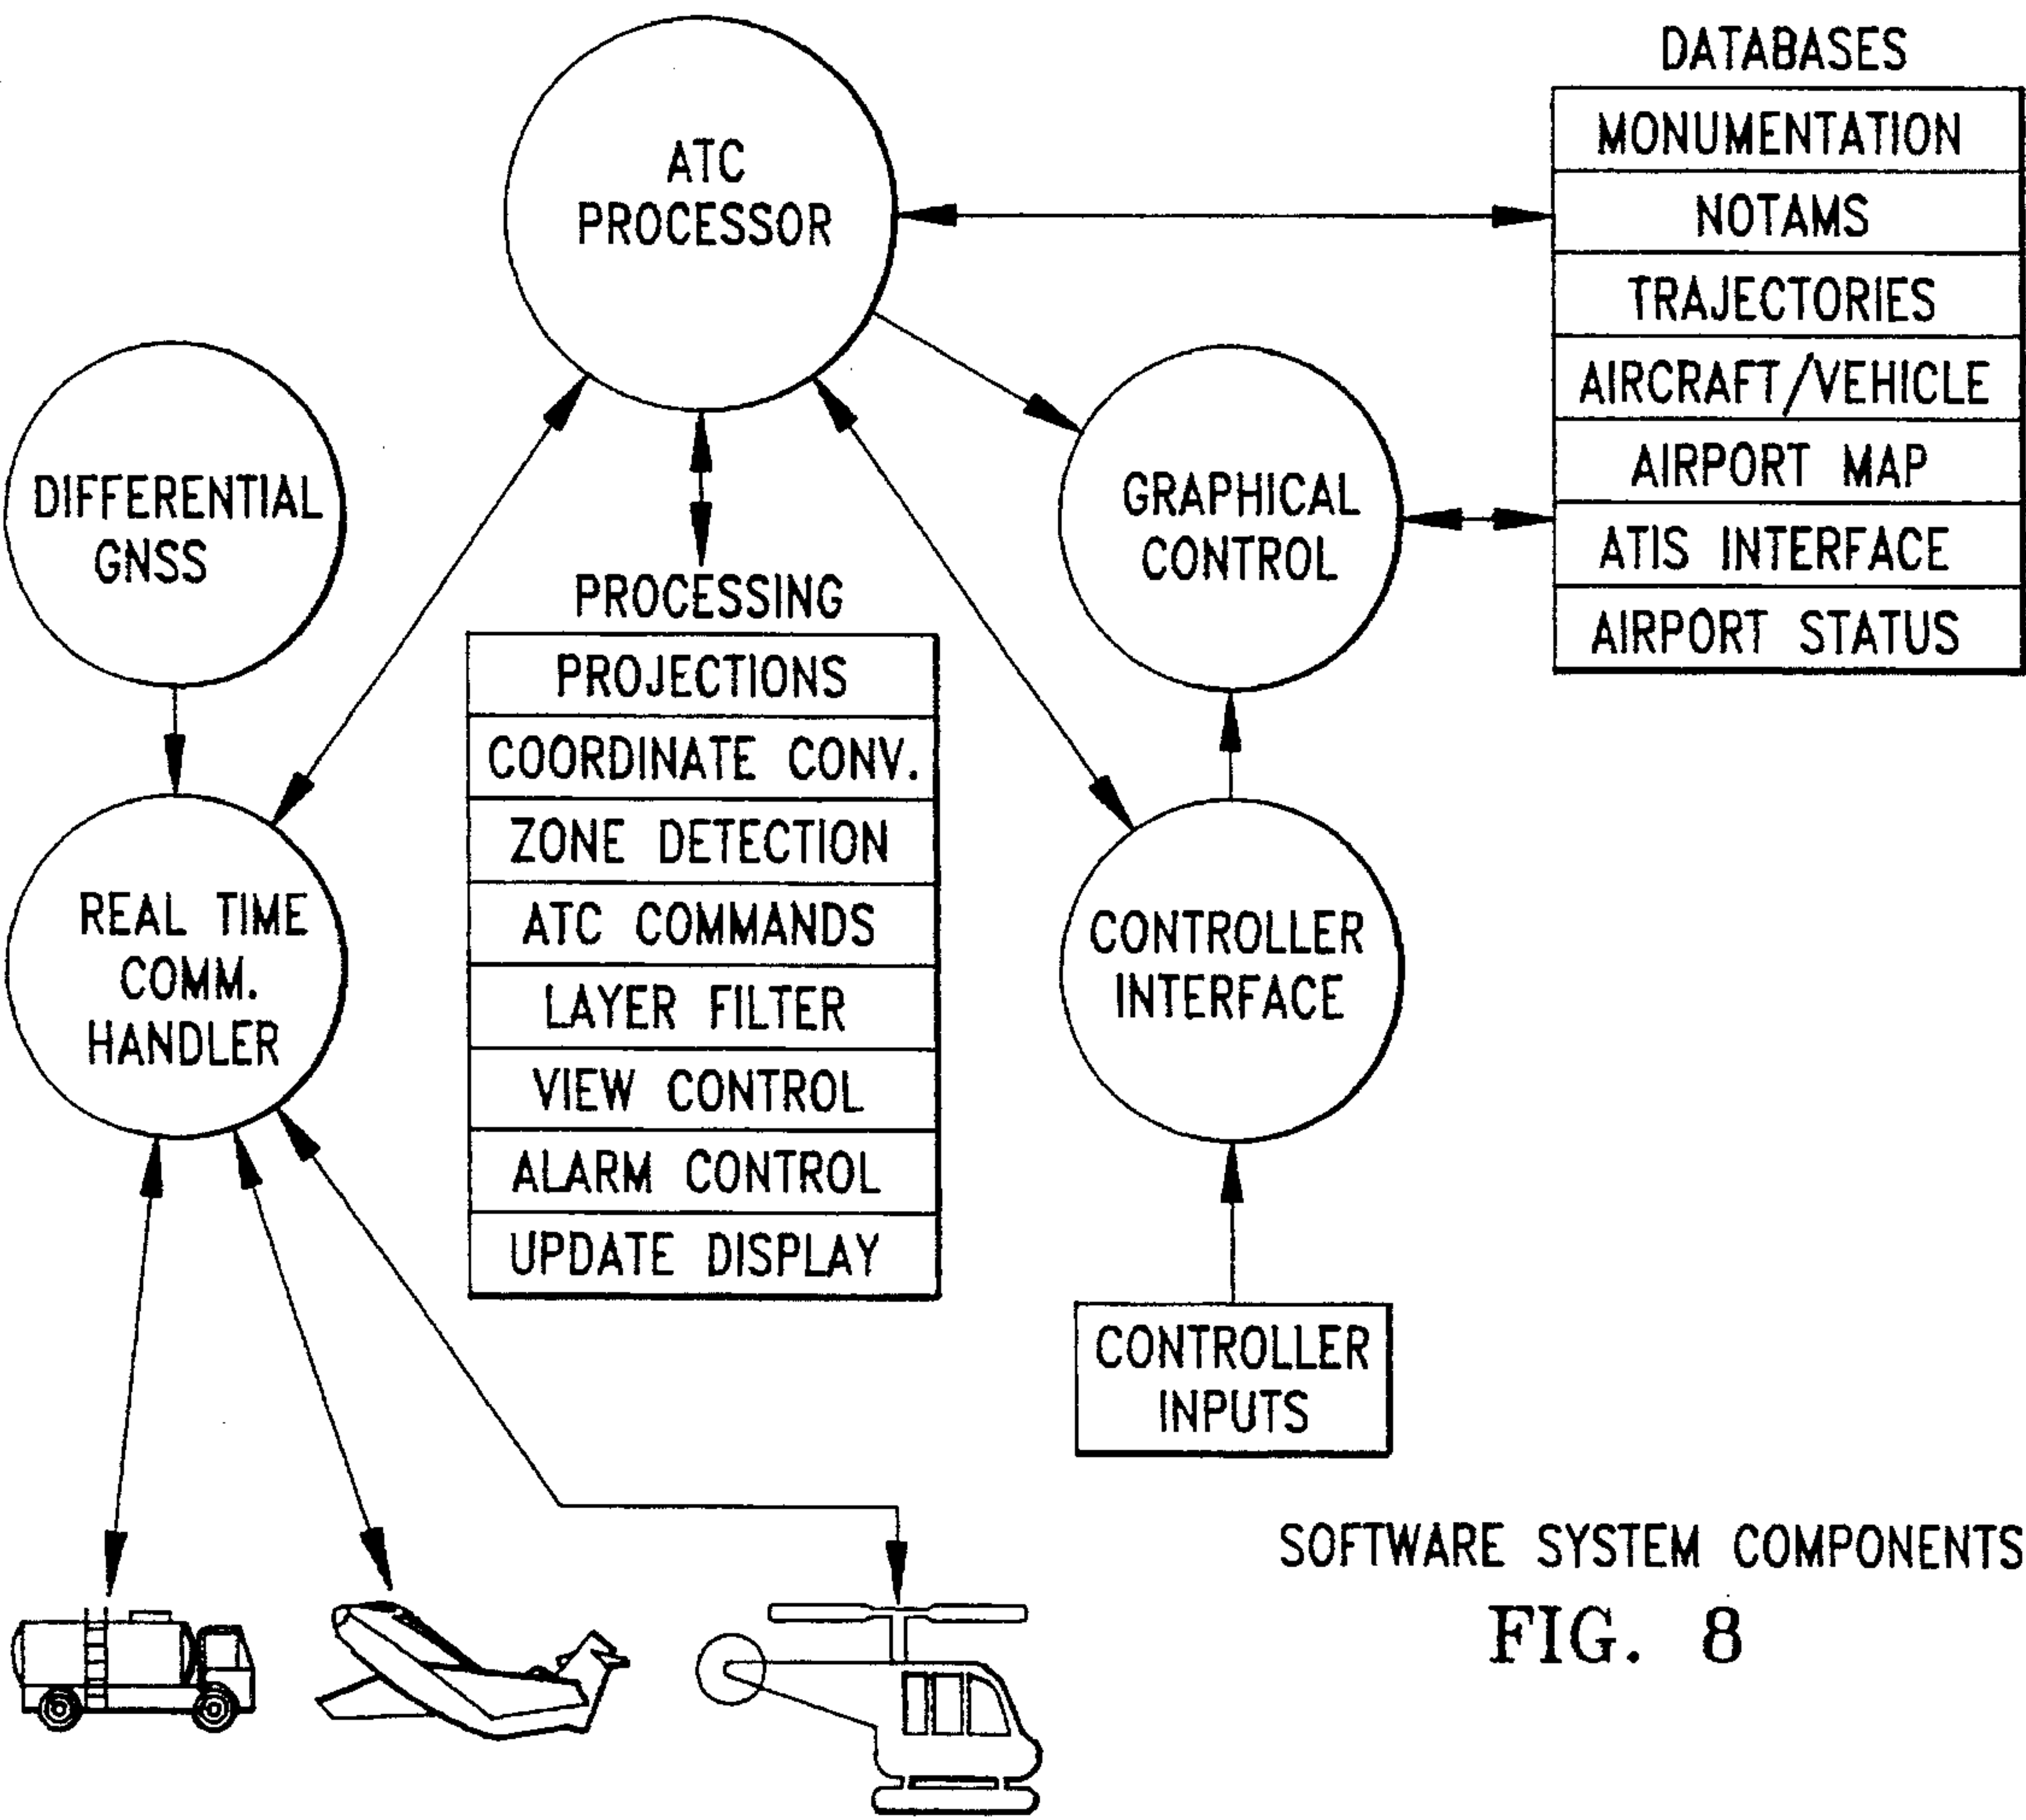 DATABASES
MONUMENTATION
NOTAMS
TRAJECTORIES
AIRCRAFT/VEHICLE
AIRPORT MAP
ATIS INTERFACE
AIRPORT STATUS
ATC
PROCESSOR
DIFFERENTIAL
GNSS
GRAPHICAL
CONTROL
PROCESSING
PROJECTIONS
COORDINATE CONV.
ZONE DETECTION
ATC COMMANDS
LAYER FILTER
VIEW CONTROL
ALARM CONTROL
UPDATE DISPLAY
REAL TIME
COMM.
HANDLER
CONTROLLER
INTERFACE
CONTROLLER
INPUTS
SOFTWARE SYSTEM COMPONENTS
FIG. 8